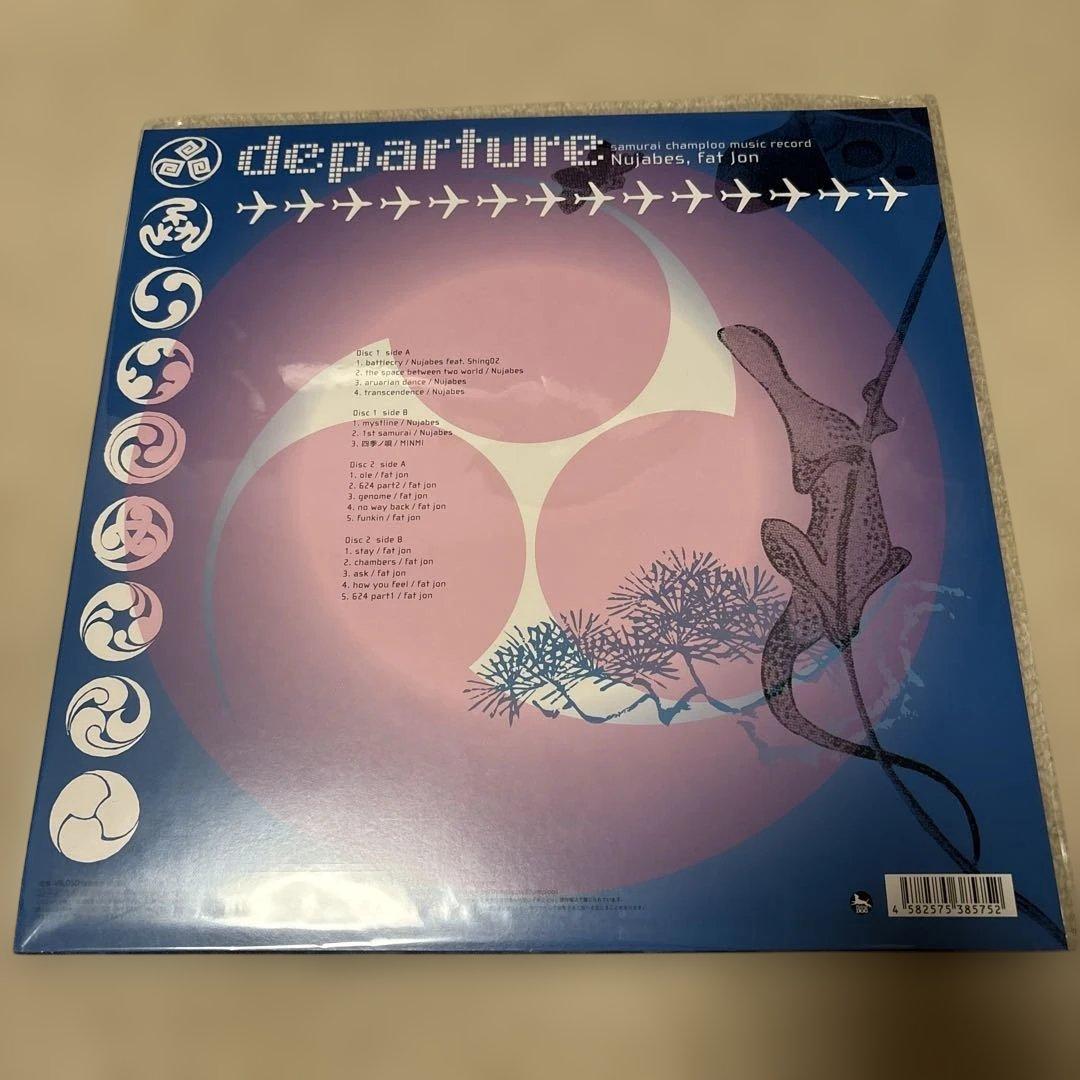 departure
samurai champloo music record
Nujabes, fat jon
Disc 1 side A
1. battlecry / Nujabes feat. Shing02
2. the space between two world / Nujabes
3. aruarian dance / Nujabes
4. transcendence / Nujabes
Disc 1 side B
1. mystline / Nujabes
2. 1st samurai / Nujabes
3. 四季ノ唄 / MINMI
Disc 2 side A
1. ole / fat jon
2. 624 part2 / fat jon
3. genome / fat jon
4. no way back / fat jon
5. funkin / fat jon
Disc 2 side B
1. stay / fat jon
2. chambers / fat jon
3. ask / fat jon
4. how you feel / fat jon
5. 624 part1 / fat jon
4 582575 385752